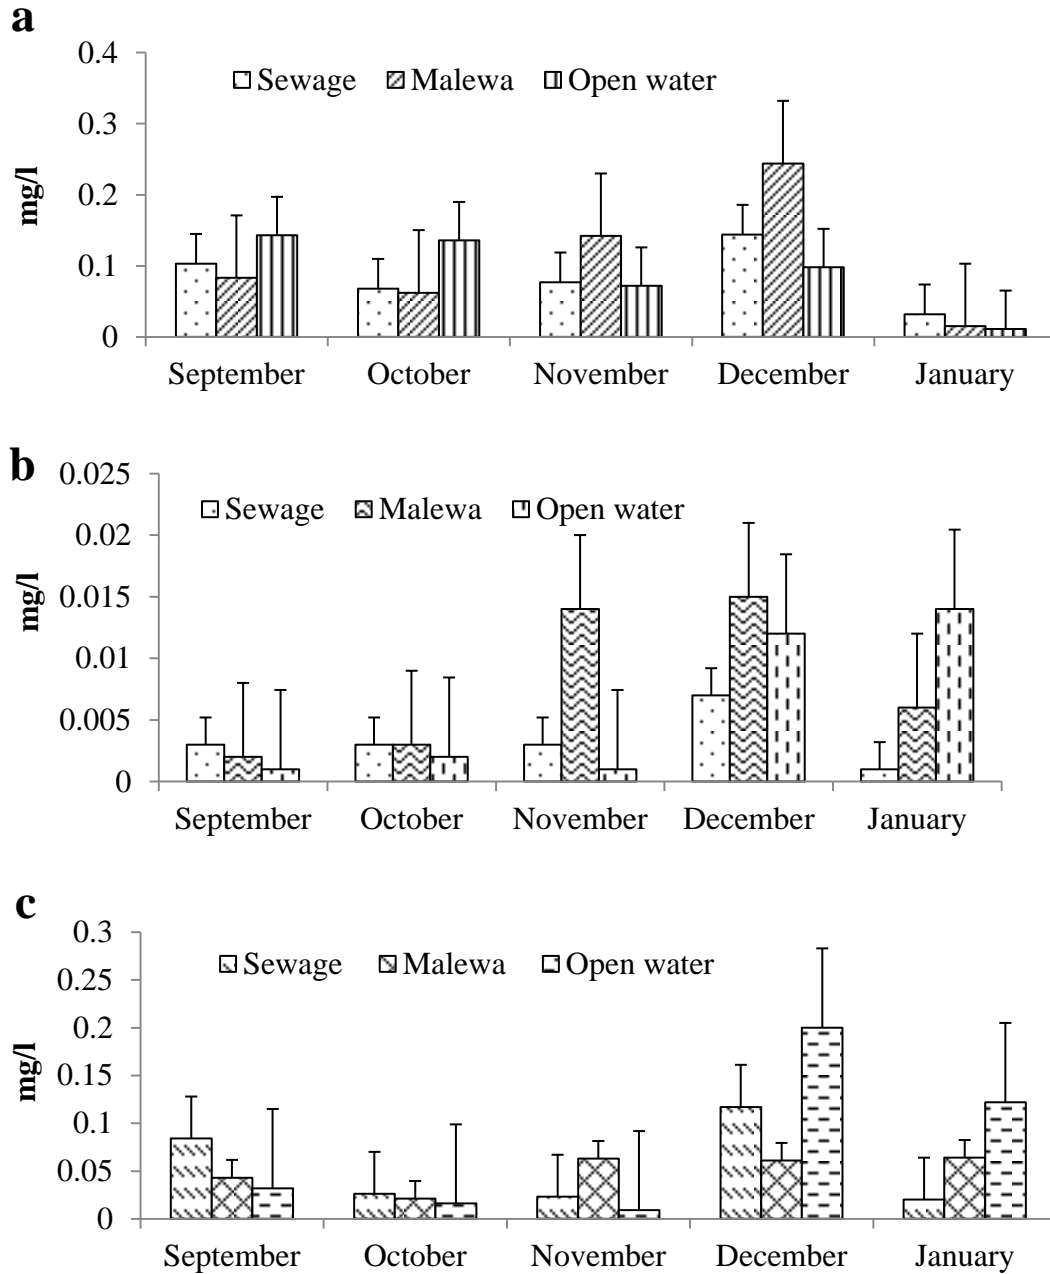 a
0.4
Sewage Malewa Open water
0.3
mg/l
0.2
0.1
0
September October November December January
b
0.025
Sewage Malewa Open water
0.02
mg/l
0.015
0.01
0.005
0
September October November December January
c
0.3
Sewage Malewa Open water
0.25
0.2
mg/l
0.15
0.1
0.05
0
September October November December January